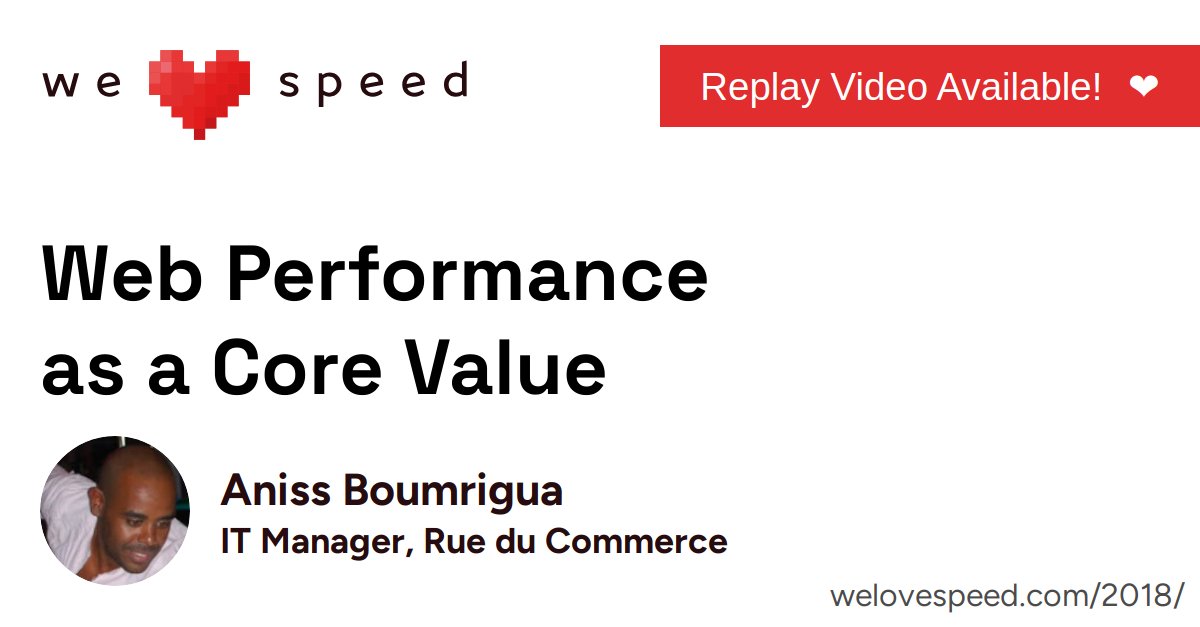 we ❤ speed
Replay Video Available! ❤
Web Performance
as a Core Value
Aniss Boumrigua
IT Manager, Rue du Commerce
welovespeed.com/2018/